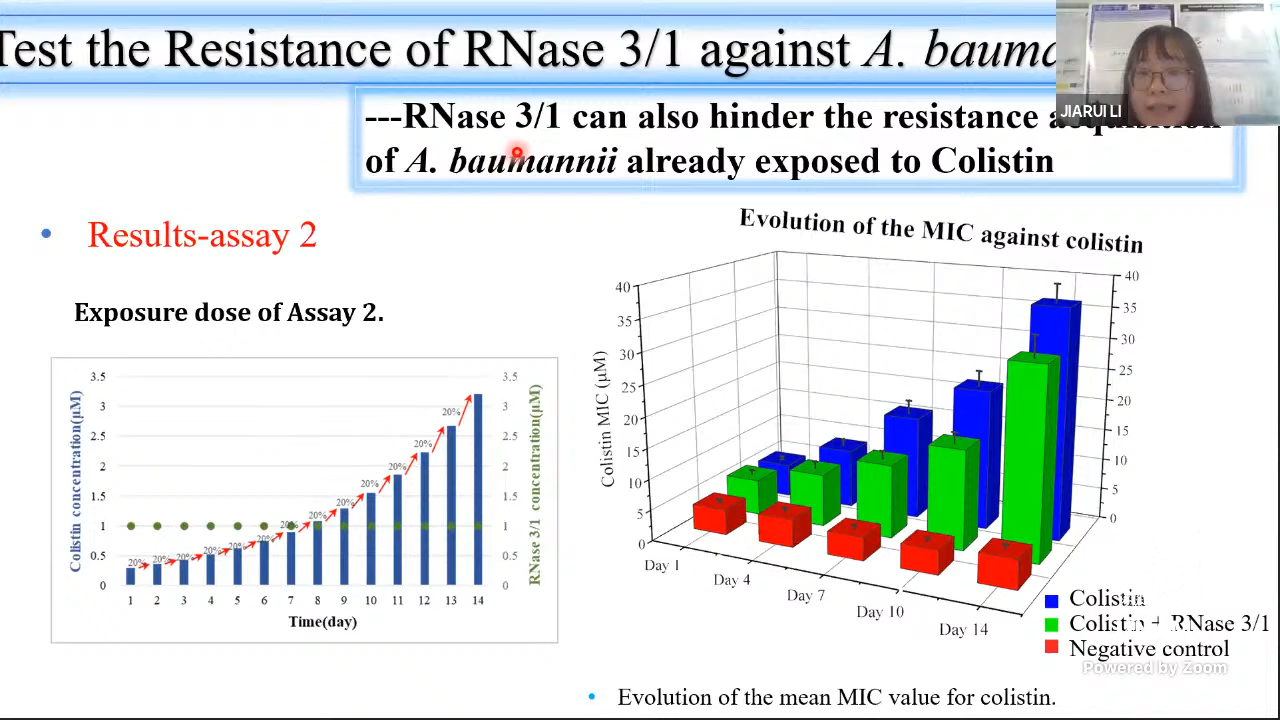 Test the Resistance of RNase 3/1 against A. bauma
JIARUI LI
---RNase 3/1 can also hinder the resistance acquisition
of A. baumannii already exposed to Colistin
• Results-assay 2
Exposure dose of Assay 2.
Colistin concentration(μM)
3.5
3
2.5
2
1.5
1
0.5
0
20% 20% 20% 20% 20% 20% 20% 20% 20% 20% 20% 20% 20%
1 2 3 4 5 6 7 8 9 10 11 12 13 14
Time(day)
3.5
3
2.5
2
1.5
1
0.5
0
RNase 3/1 concentration(μM)
Evolution of the MIC against colistin
Colistin MIC (μM)
40
35
30
25
20
15
10
5
0
40
35
30
25
20
15
10
5
0
Day 1
Day 4
Day 7
Day 10
Day 14
Colistin
Colistin + RNase 3/1
Negative control
Powered by Zoom
• Evolution of the mean MIC value for colistin.